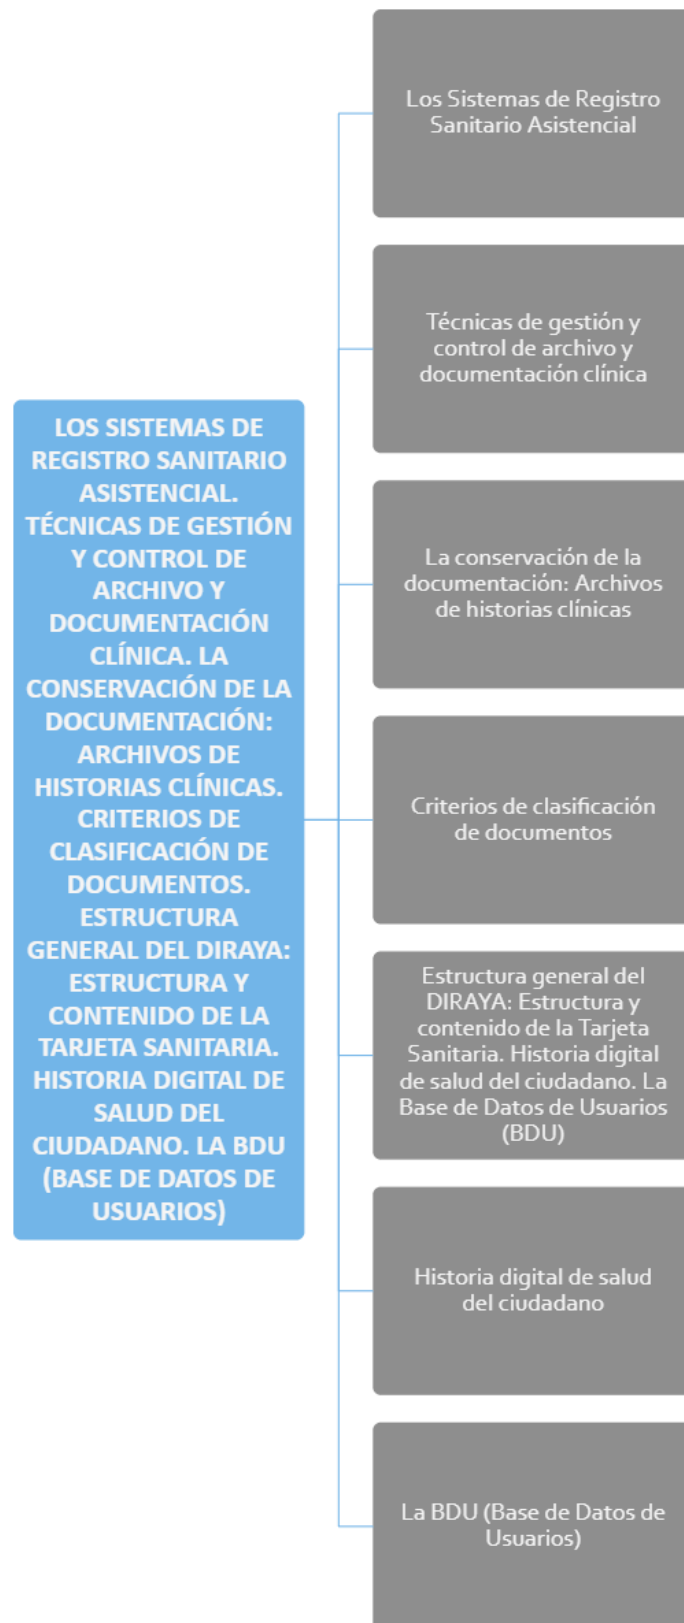 LOS SISTEMAS DE
REGISTRO SANITARIO
ASISTENCIAL.
TÉCNICAS DE GESTIÓN
Y CONTROL DE
ARCHIVO Y
DOCUMENTACIÓN
CLÍNICA. LA
CONSERVACIÓN DE LA
DOCUMENTACIÓN:
ARCHIVOS DE
HISTORIAS CLÍNICAS.
CRITERIOS DE
CLASIFICACIÓN DE
DOCUMENTOS.
ESTRUCTURA
GENERAL DEL DIRAYA:
ESTRUCTURA Y
CONTENIDO DE LA
TARJETA SANITARIA.
HISTORIA DIGITAL DE
SALUD DEL
CIUDADANO. LA BDU
(BASE DE DATOS DE
USUARIOS)
Los Sistemas de Registro
Sanitario Asistencial
Técnicas de gestión y
control de archivo y
documentación clínica
La conservación de la
documentación: Archivos
de historias clínicas
Criterios de clasificación
de documentos
Estructura general del
DIRAYA: Estructura y
contenido de la Tarjeta
Sanitaria. Historia digital
de salud del ciudadano. La
Base de Datos de Usuarios
(BDU)
Historia digital de salud
del ciudadano
La BDU (Base de Datos de
Usuarios)